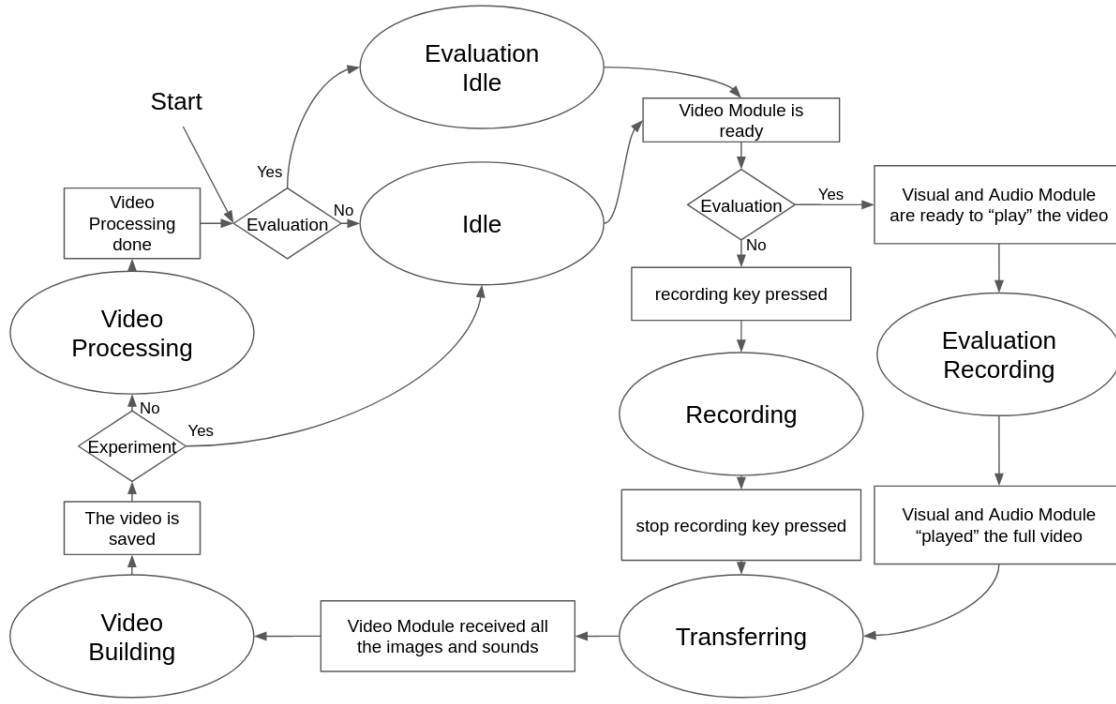 Evaluation
Idle
Start
Video Module is
ready
Yes
Video
Processing
done
Evaluation
No
Idle
Evaluation
Yes
Visual and Audio Module
are ready to “play” the video
No
recording key pressed
Video
Processing
Evaluation
Recording
No
Recording
Experiment
Yes
The video is
saved
stop recording key pressed
Visual and Audio Module
“played” the full video
Video
Building
Video Module received all
the images and sounds
Transferring